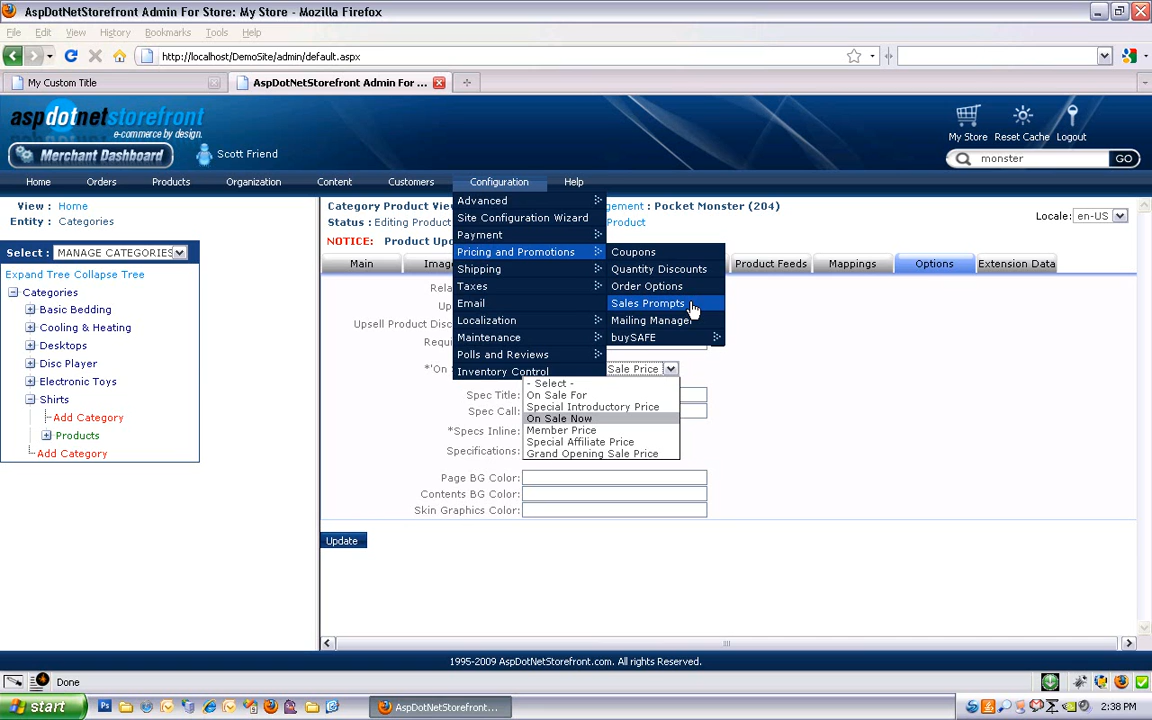 AspDotNetStorefront Admin For Store: My Store - Mozilla Firefox
File Edit View History Bookmarks Tools Help
http://localhost/DemoSite/admin/default.aspx
My Custom Title
AspDotNetStorefront Admin For ...
aspdotnetstorefront
e-commerce by design.
Merchant Dashboard
Scott Friend
My Store Reset Cache Logout
monster GO
Home Orders Products Organization Content Customers Configuration Help
View : Home
Entity : Categories
Select : MANAGE CATEGORIES
Expand Tree Collapse Tree
Categories
Basic Bedding
Cooling & Heating
Desktops
Disc Player
Electronic Toys
Shirts
Add Category
Products
Add Category
Advanced
Site Configuration Wizard
Payment
Pricing and Promotions
Shipping
Taxes
Email
Localization
Maintenance
Polls and Reviews
Inventory Control
Coupons
Quantity Discounts
Order Options
Sales Prompts
Mailing Manager
buySAFE
Category Product Vie
gement : Pocket Monster (204)
Status : Editing Product
Product
NOTICE: Product Up
Locale: en-US
Main Imag Product Feeds Mappings Options Extension Data
Rela
Up
Upsell Product Disc
Requi
*'On S Sale Price
- Select -
On Sale For
Special Introductory Price
On Sale Now
Member Price
Special Affiliate Price
Grand Opening Sale Price
Spec Title:
Spec Call:
*Specs Inline:
Specifications:
Page BG Color:
Contents BG Color:
Skin Graphics Color:
Update
1995-2009 AspDotNetStorefront.com. All Rights Reserved.
Done
start
AspDotNetStorefront...
2:38 PM